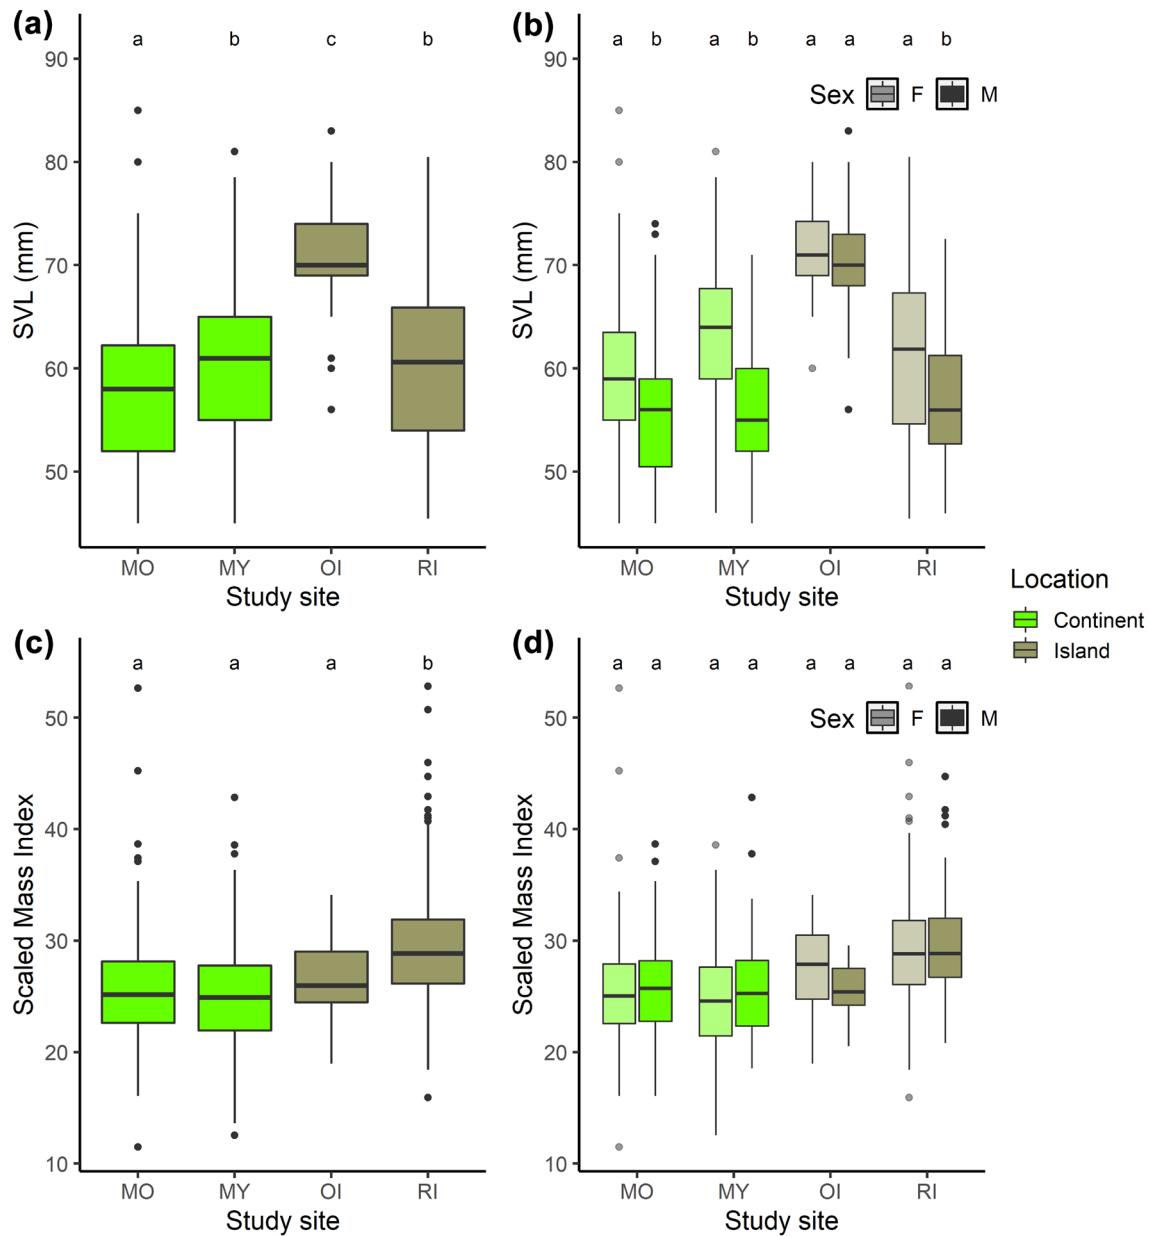 (a)
a b c b
90
80
70
60
50
SVL (mm)
MO MY OI RI
Study site
(b)
a b a b a a a b
Sex F M
90
80
70
60
50
SVL (mm)
MO MY OI RI
Study site
Location
Continent
Island
(c)
a a a b
50
40
30
20
10
Scaled Mass Index
MO MY OI RI
Study site
(d)
a a a a a a a a
Sex F M
50
40
30
20
10
Scaled Mass Index
MO MY OI RI
Study site